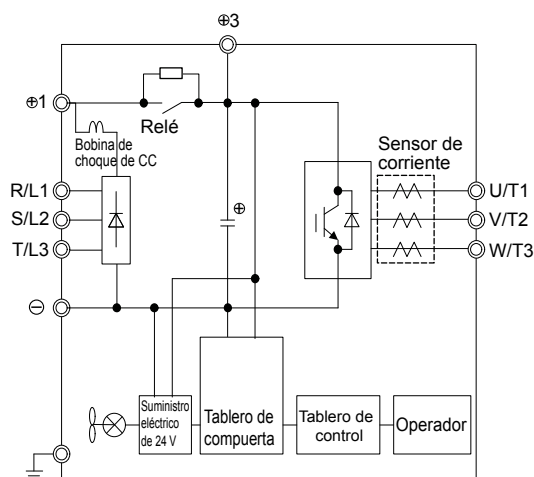 ⊕3
⊕1
Relé
Bobina de
choque de CC
Sensor de
corriente
R/L1
S/L2
T/L3
⊕
U/T1
V/T2
W/T3
⊖
Suministro
eléctrico
de 24 V
Tablero de
compuerta
Tablero de
control
Operador